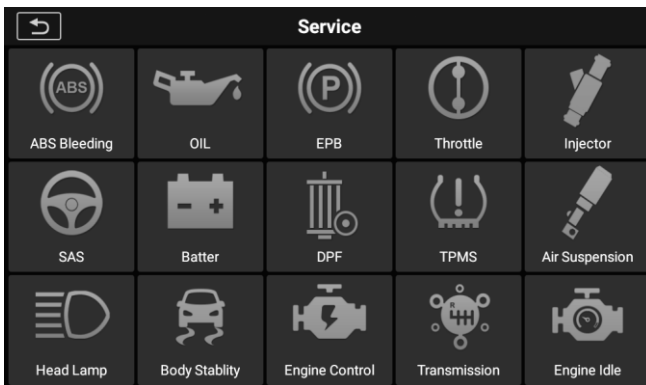 Service
ABS
ABS Bleeding
OIL
P
EPB
Throttle
Injector
SAS
Batter
DPF
TPMS
Air Suspension
Head Lamp
Body Stablity
Engine Control
R
Transmission
Engine Idle